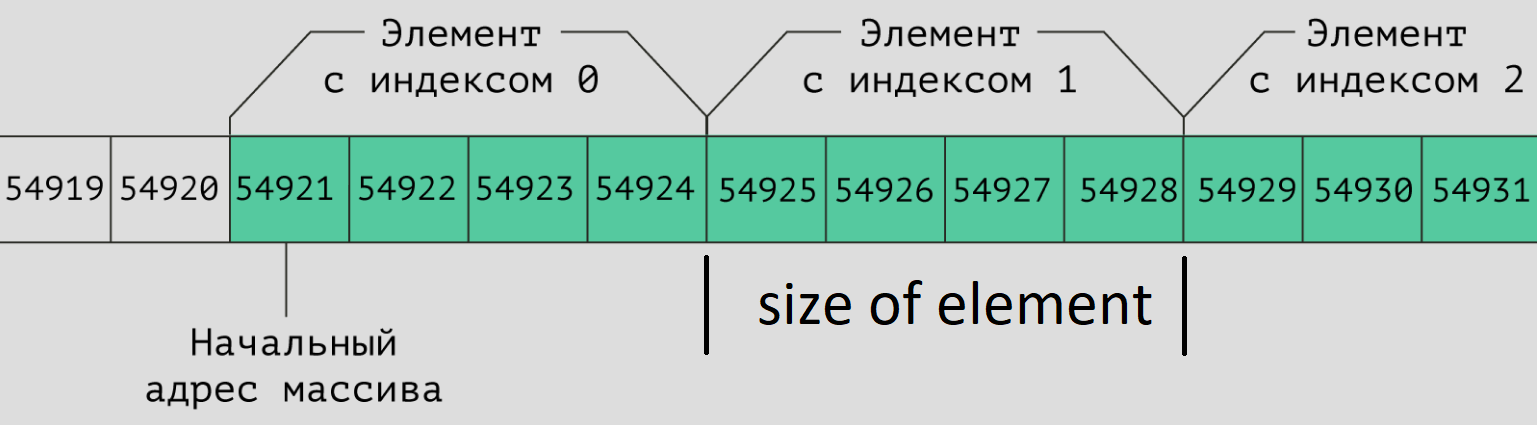 Элемент
с индексом 0
Элемент
с индексом 1
Элемент
с индексом 2
54919 54920 54921 54922 54923 54924 54925 54926 54927 54928 54929 54930 54931
size of element
Начальный
адрес массива